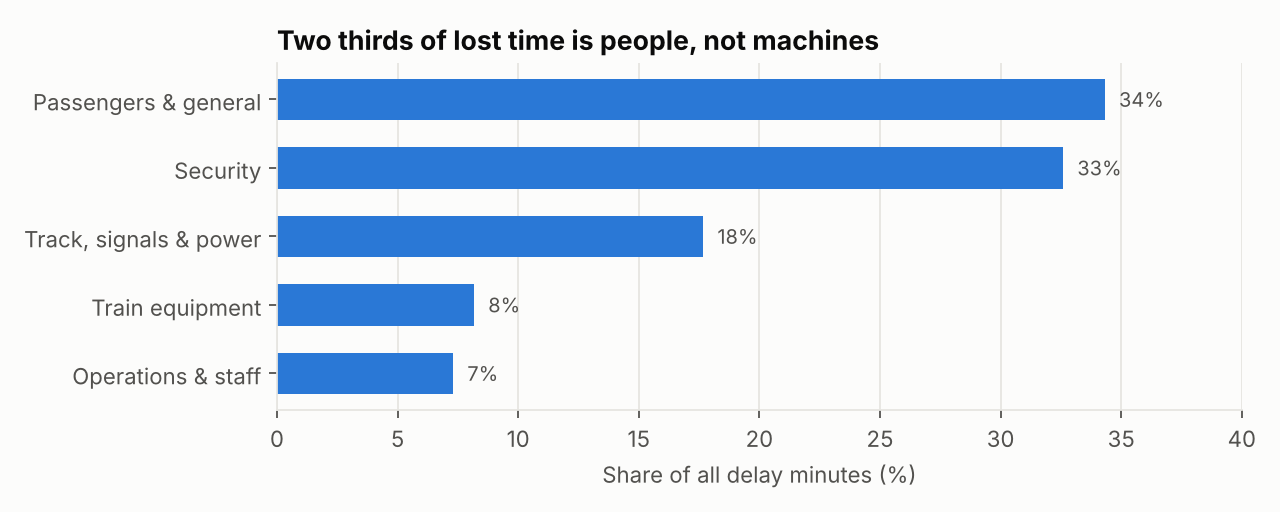 Two thirds of lost time is people, not machines
Passengers & general 34%
Security 33%
Track, signals & power 18%
Train equipment 8%
Operations & staff 7%
0 5 10 15 20 25 30 35 40
Share of all delay minutes (%)